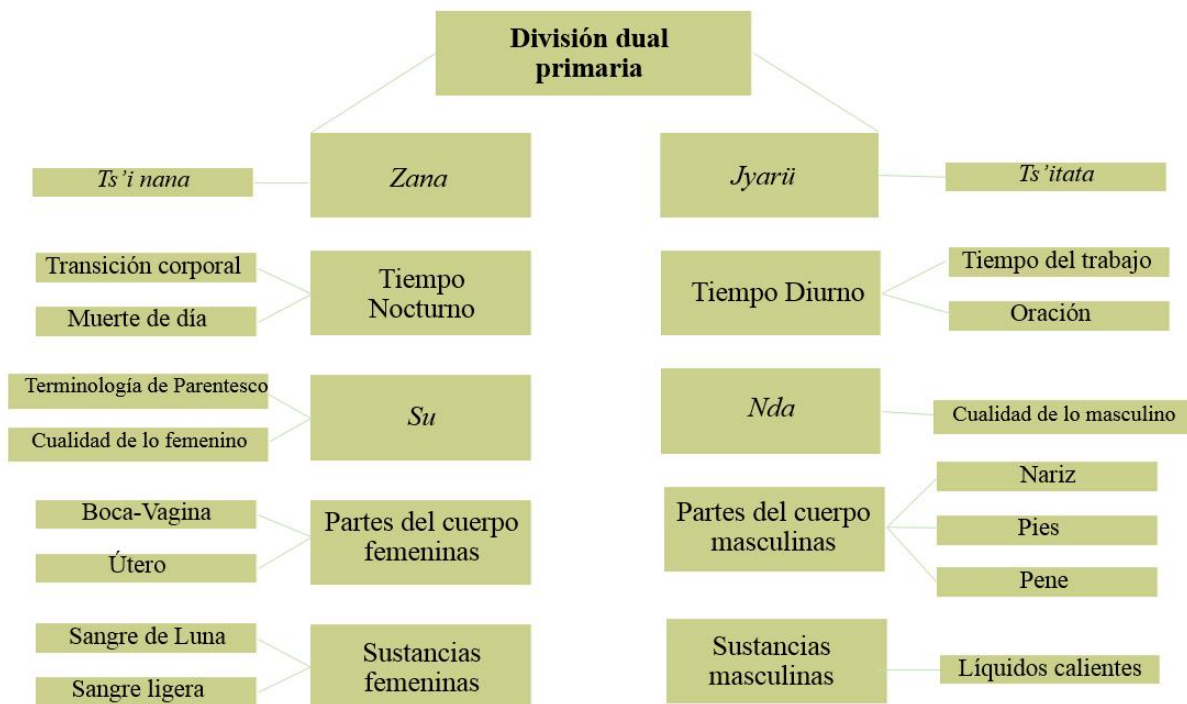 División dual
primaria
Ts’i nana
Zana
Jyarü
Ts’itata
Transición corporal
Muerte de día
Tiempo
Nocturno
Tiempo Diurno
Tiempo del trabajo
Oración
Terminología de Parentesco
Cualidad de lo femenino
Su
Nda
Cualidad de lo masculino
Boca-Vagina
Útero
Partes del cuerpo
femeninas
Partes del cuerpo
masculinas
Nariz
Pies
Pene
Sangre de Luna
Sangre ligera
Sustancias
femeninas
Sustancias
masculinas
Líquidos calientes